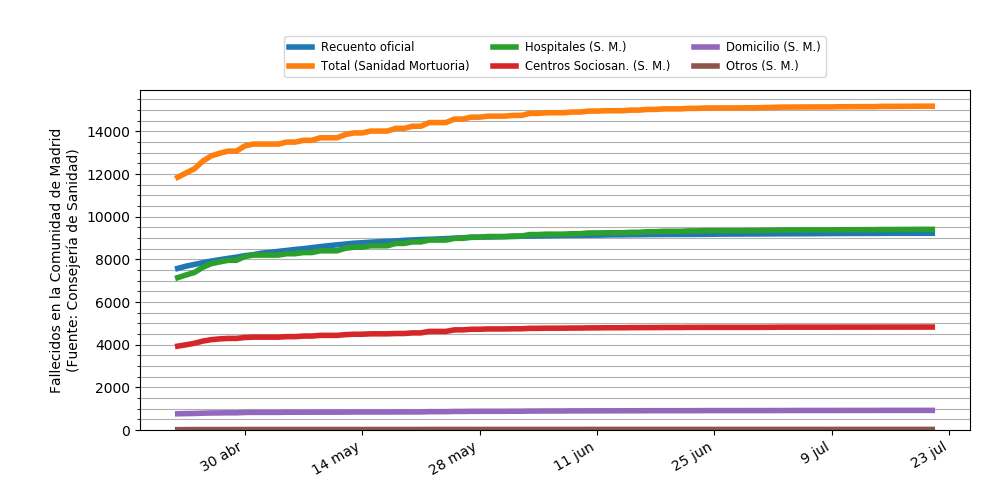 Recuento oficial
Total (Sanidad Mortuoria)
Hospitales (S. M.)
Centros Sociosan. (S. M.)
Domicilio (S. M.)
Otros (S. M.)
Fallecidos en la Comunidad de Madrid
(Fuente: Consejería de Sanidad)
14000
12000
10000
8000
6000
4000
2000
0
30 abr
14 may
28 may
11 jun
25 jun
9 jul
23 jul